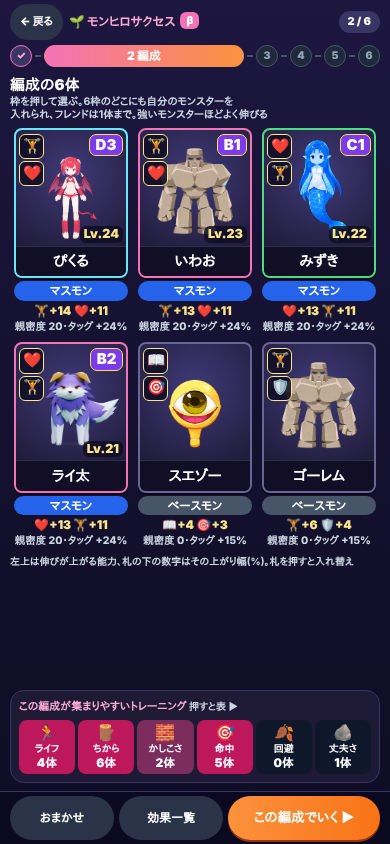 ← 戻る
🌱 モンヒロサクセス β
2 / 6
✓ 2 編成 3 4 5 6
編成の6体
枠を押して選ぶ。6枠のどこにも自分のモンスターを
入れられ、フレンドは1体まで。強いモンスターほどよく伸びる
D3
Lv.24
ぴくる
マスモン
🏋️+14 ❤️+11
親密度 20・タッグ +24%
B1
Lv.23
いわお
マスモン
🏋️+13 ❤️+11
親密度 20・タッグ +24%
C1
Lv.22
みずき
マスモン
❤️+13 🏋️+11
親密度 20・タッグ +24%
B2
Lv.21
ライ太
マスモン
❤️+13 🏋️+11
親密度 20・タッグ +24%
スエゾー
ベースモン
📖+4 🎯+3
親密度 0・タッグ +15%
ゴーレム
ベースモン
🏋️+6 🛡️+4
親密度 0・タッグ +15%
左上は伸びが上がる能力、札の下の数字はその上がり幅(%)。札を押すと入れ替え
この編成が集まりやすいトレーニング 押すと表 ▶
ライフ
4体
ちから
6体
かしこさ
2体
命中
5体
回避
0体
丈夫さ
1体
おまかせ
効果一覧
この編成でいく ▶